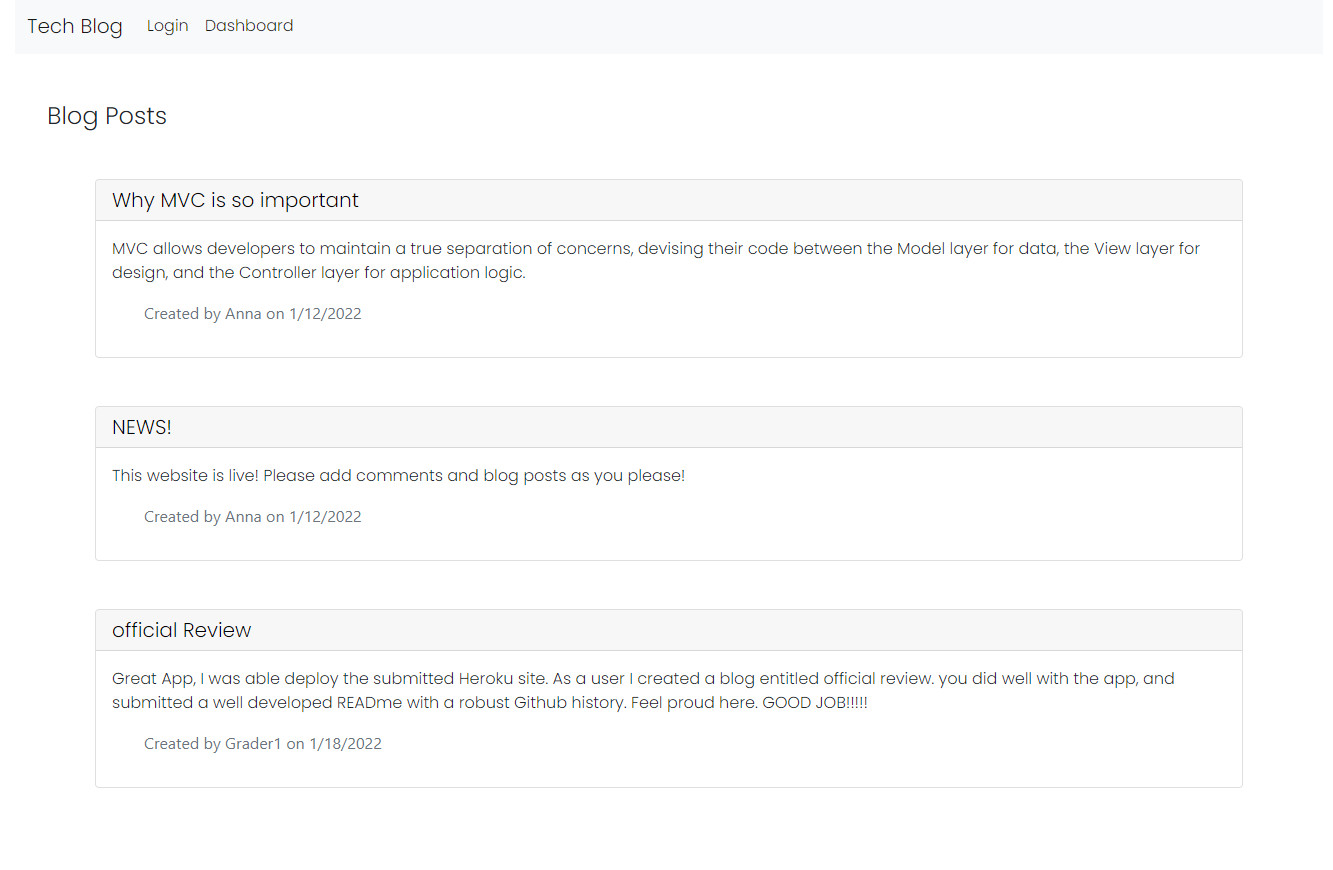 Tech Blog Login Dashboard
Blog Posts
Why MVC is so important
MVC allows developers to maintain a true separation of concerns, devising their code between the Model layer for data, the View layer for
design, and the Controller layer for application logic.
Created by Anna on 1/12/2022
NEWS!
This website is live! Please add comments and blog posts as you please!
Created by Anna on 1/12/2022
official Review
Great App, I was able deploy the submitted Heroku site. As a user I created a blog entitled official review. you did well with the app, and
submitted a well developed READme with a robust Github history. Feel proud here. GOOD JOB!!!!!
Created by Grader1 on 1/18/2022